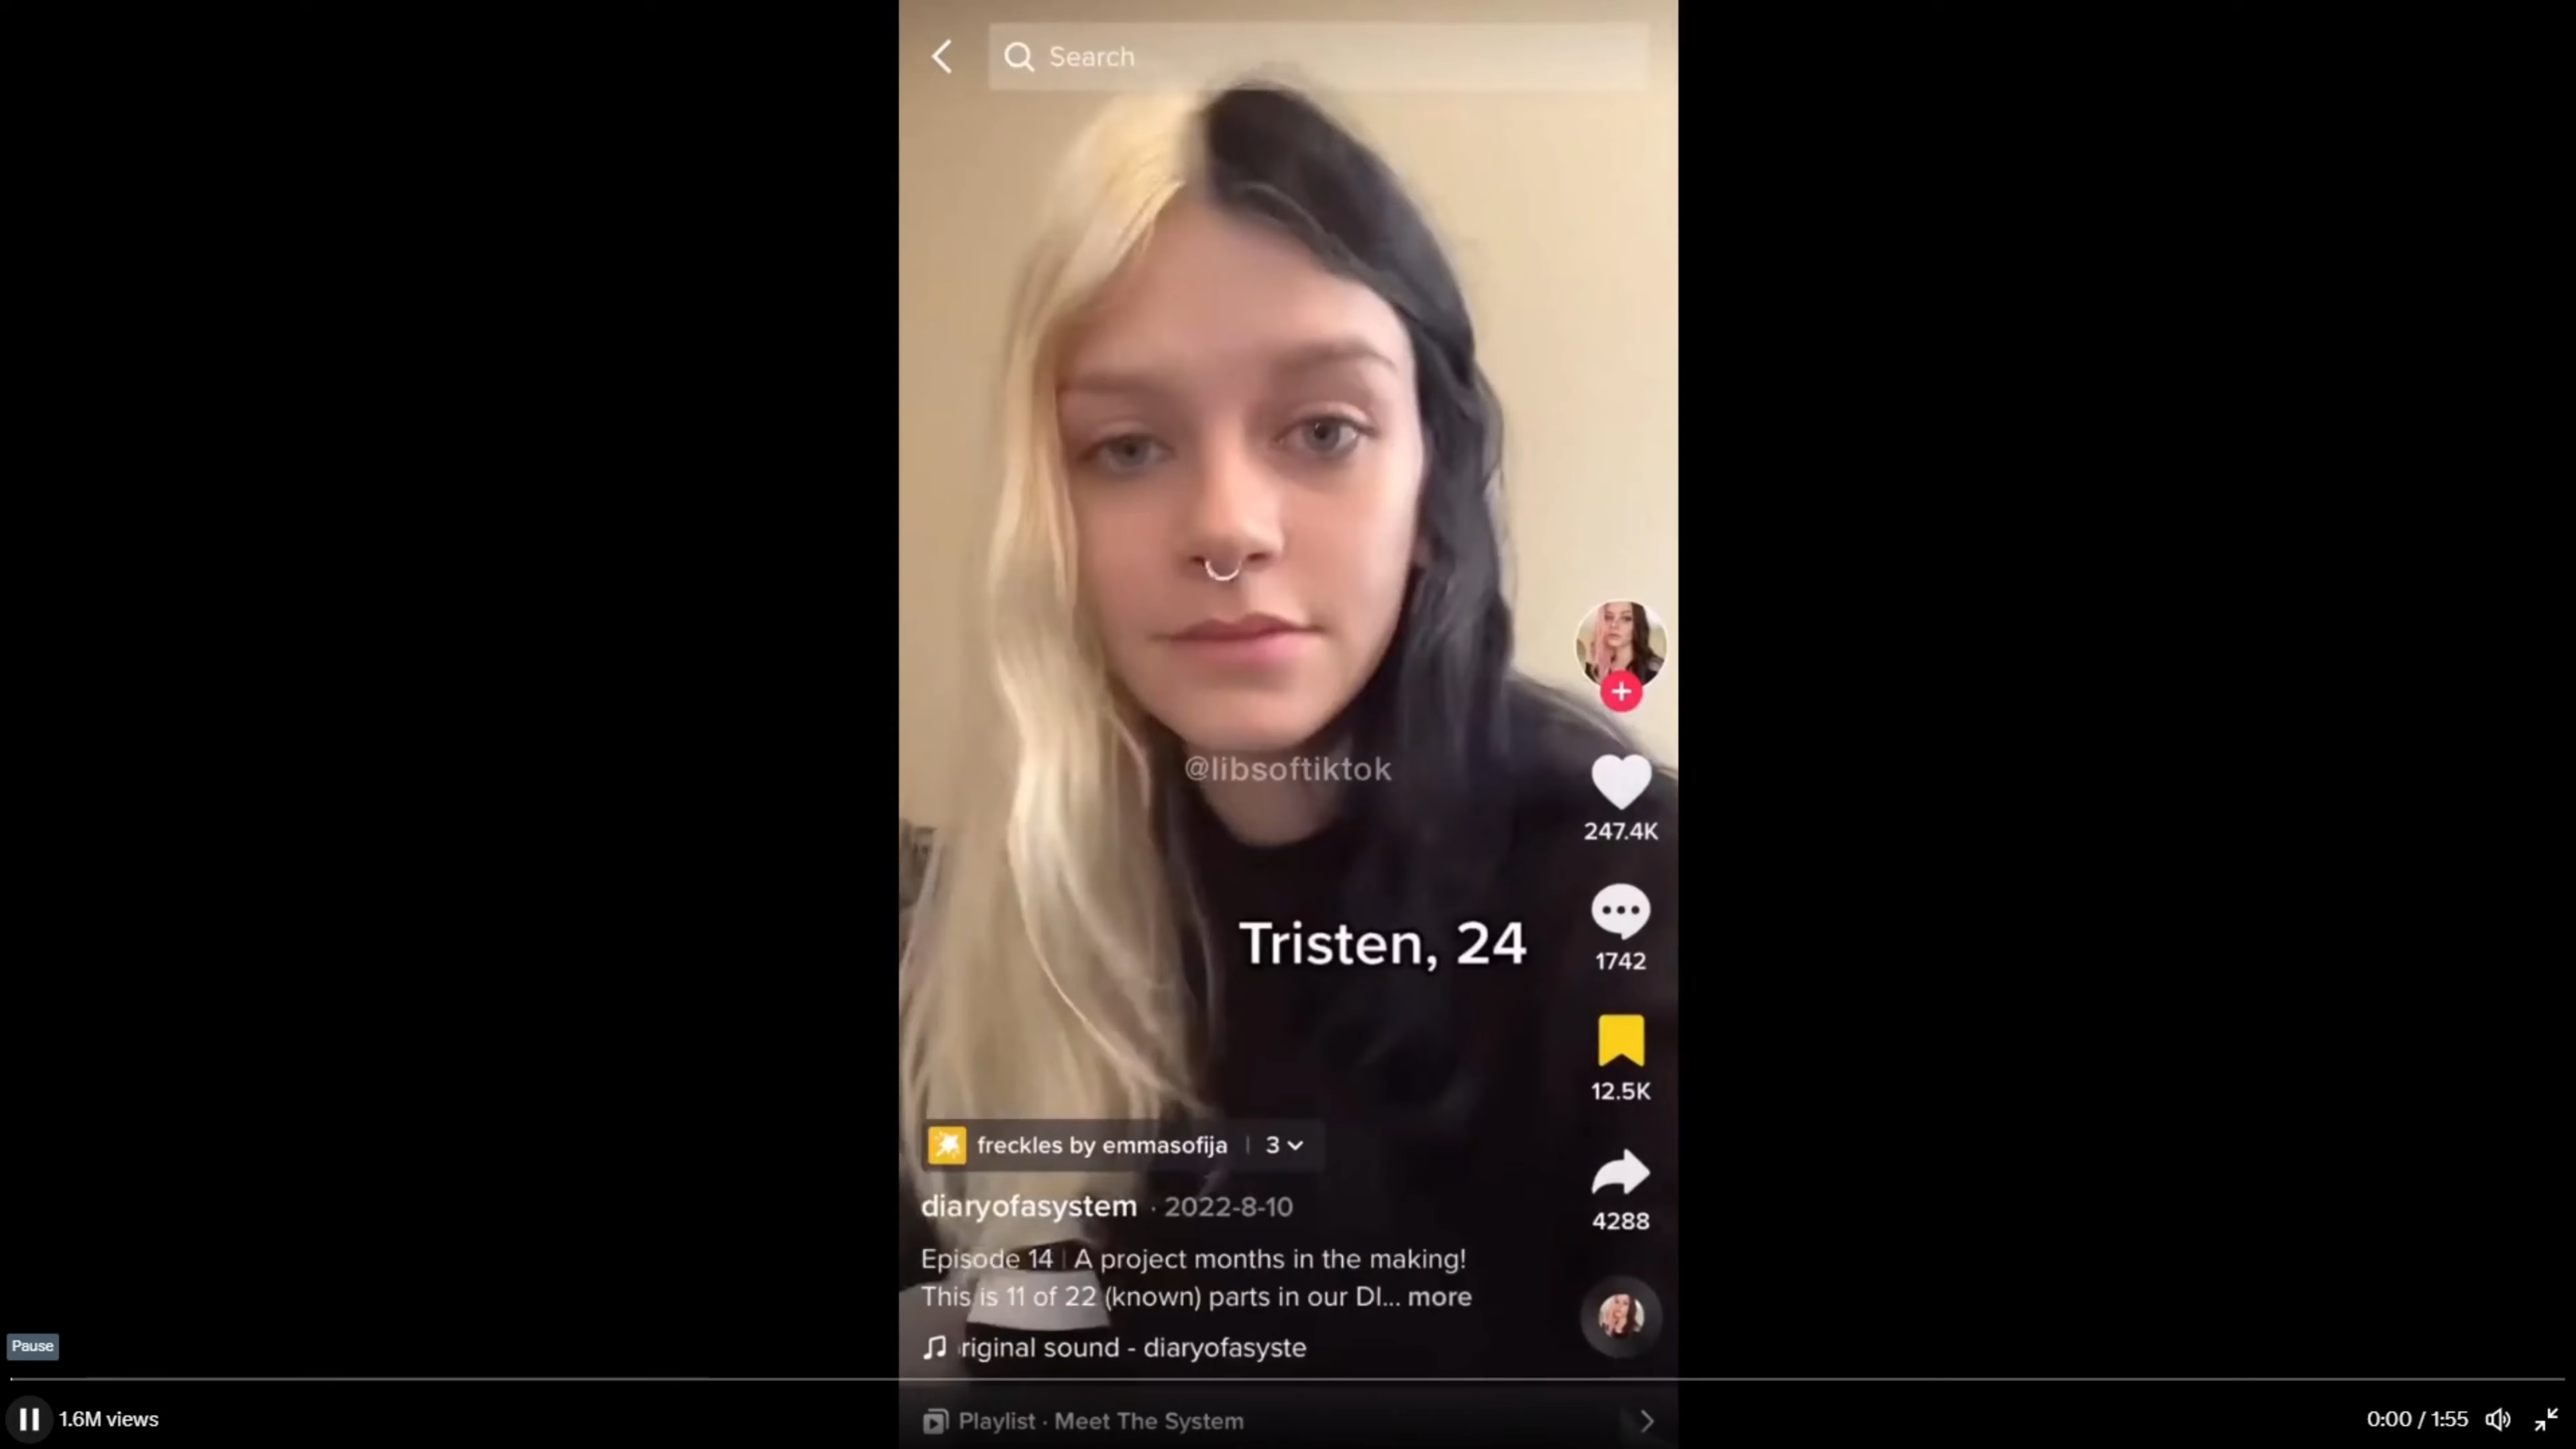 Search
@libsoftiktok
247.4K
Tristen, 24
1742
12.5K
freckles by emmasofija | 3
diaryofasystem · 2022-8-10
4288
Episode 14 | A project months in the making!
This is 11 of 22 (known) parts in our DI... more
riginal sound - diaryofasyste
Pause
1.6M views
Playlist · Meet The System
0:00 / 1:55